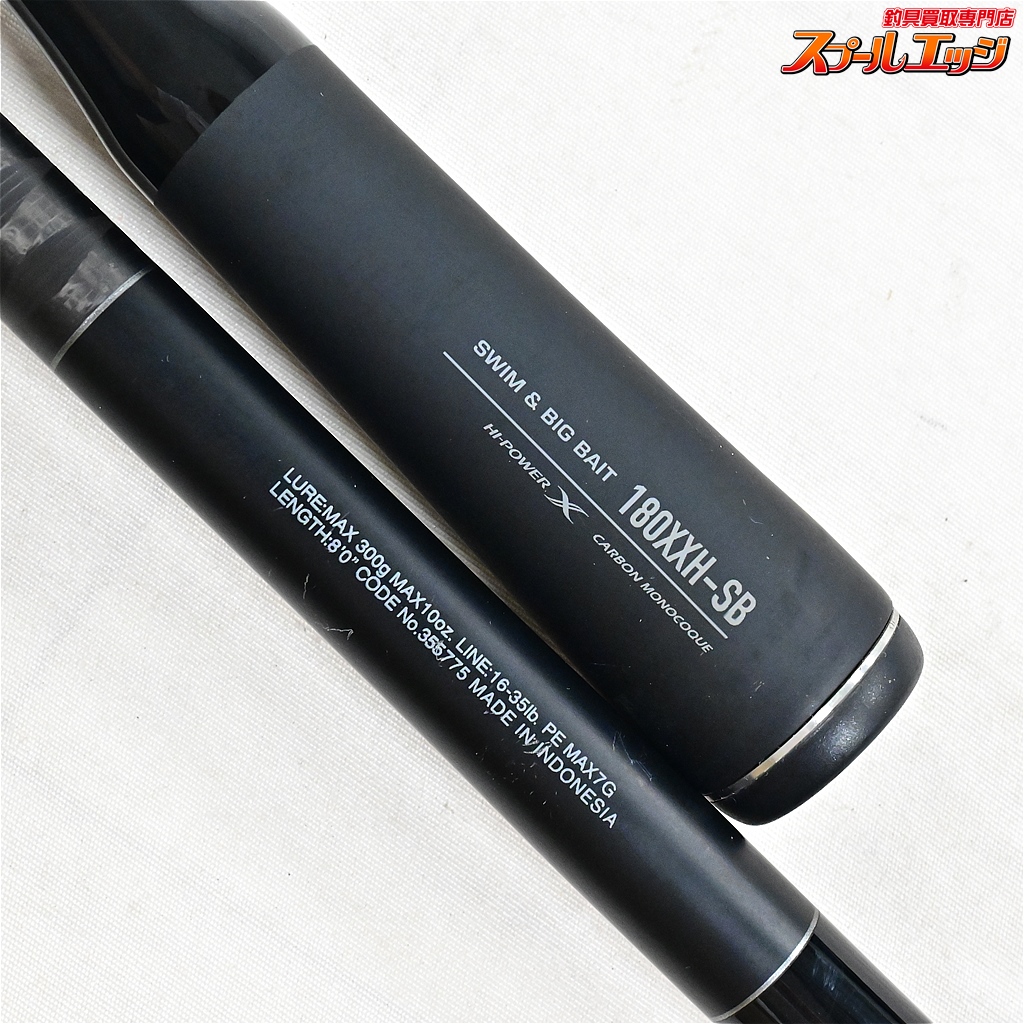 釣具買取専門店
スプールエッジ
SWIM & BIG BAIT 180XXH-SB
HI-POWER X CARBON MONOCOQUE
LURE:MAX 300g MAX10oz. LINE:16-35lb. PE MAX7G
LENGTH:8'0" CODE No.355775 MADE IN INDONESIA